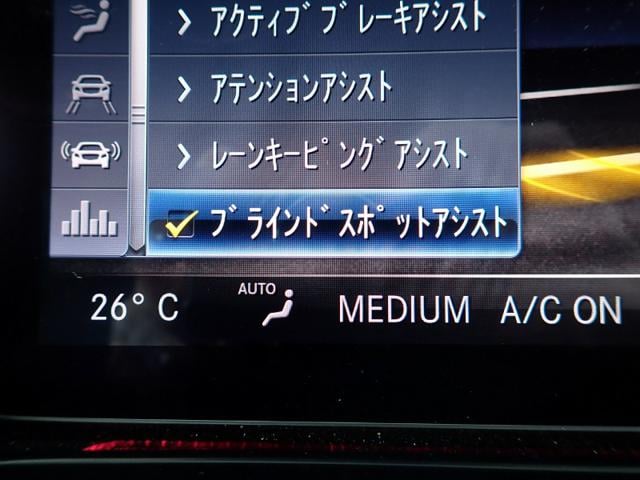 アクティブブレーキアシスト
アテンションアシスト
レーンキーピングアシスト
ブラインドスポットアシスト
26° C AUTO MEDIUM A/C ON